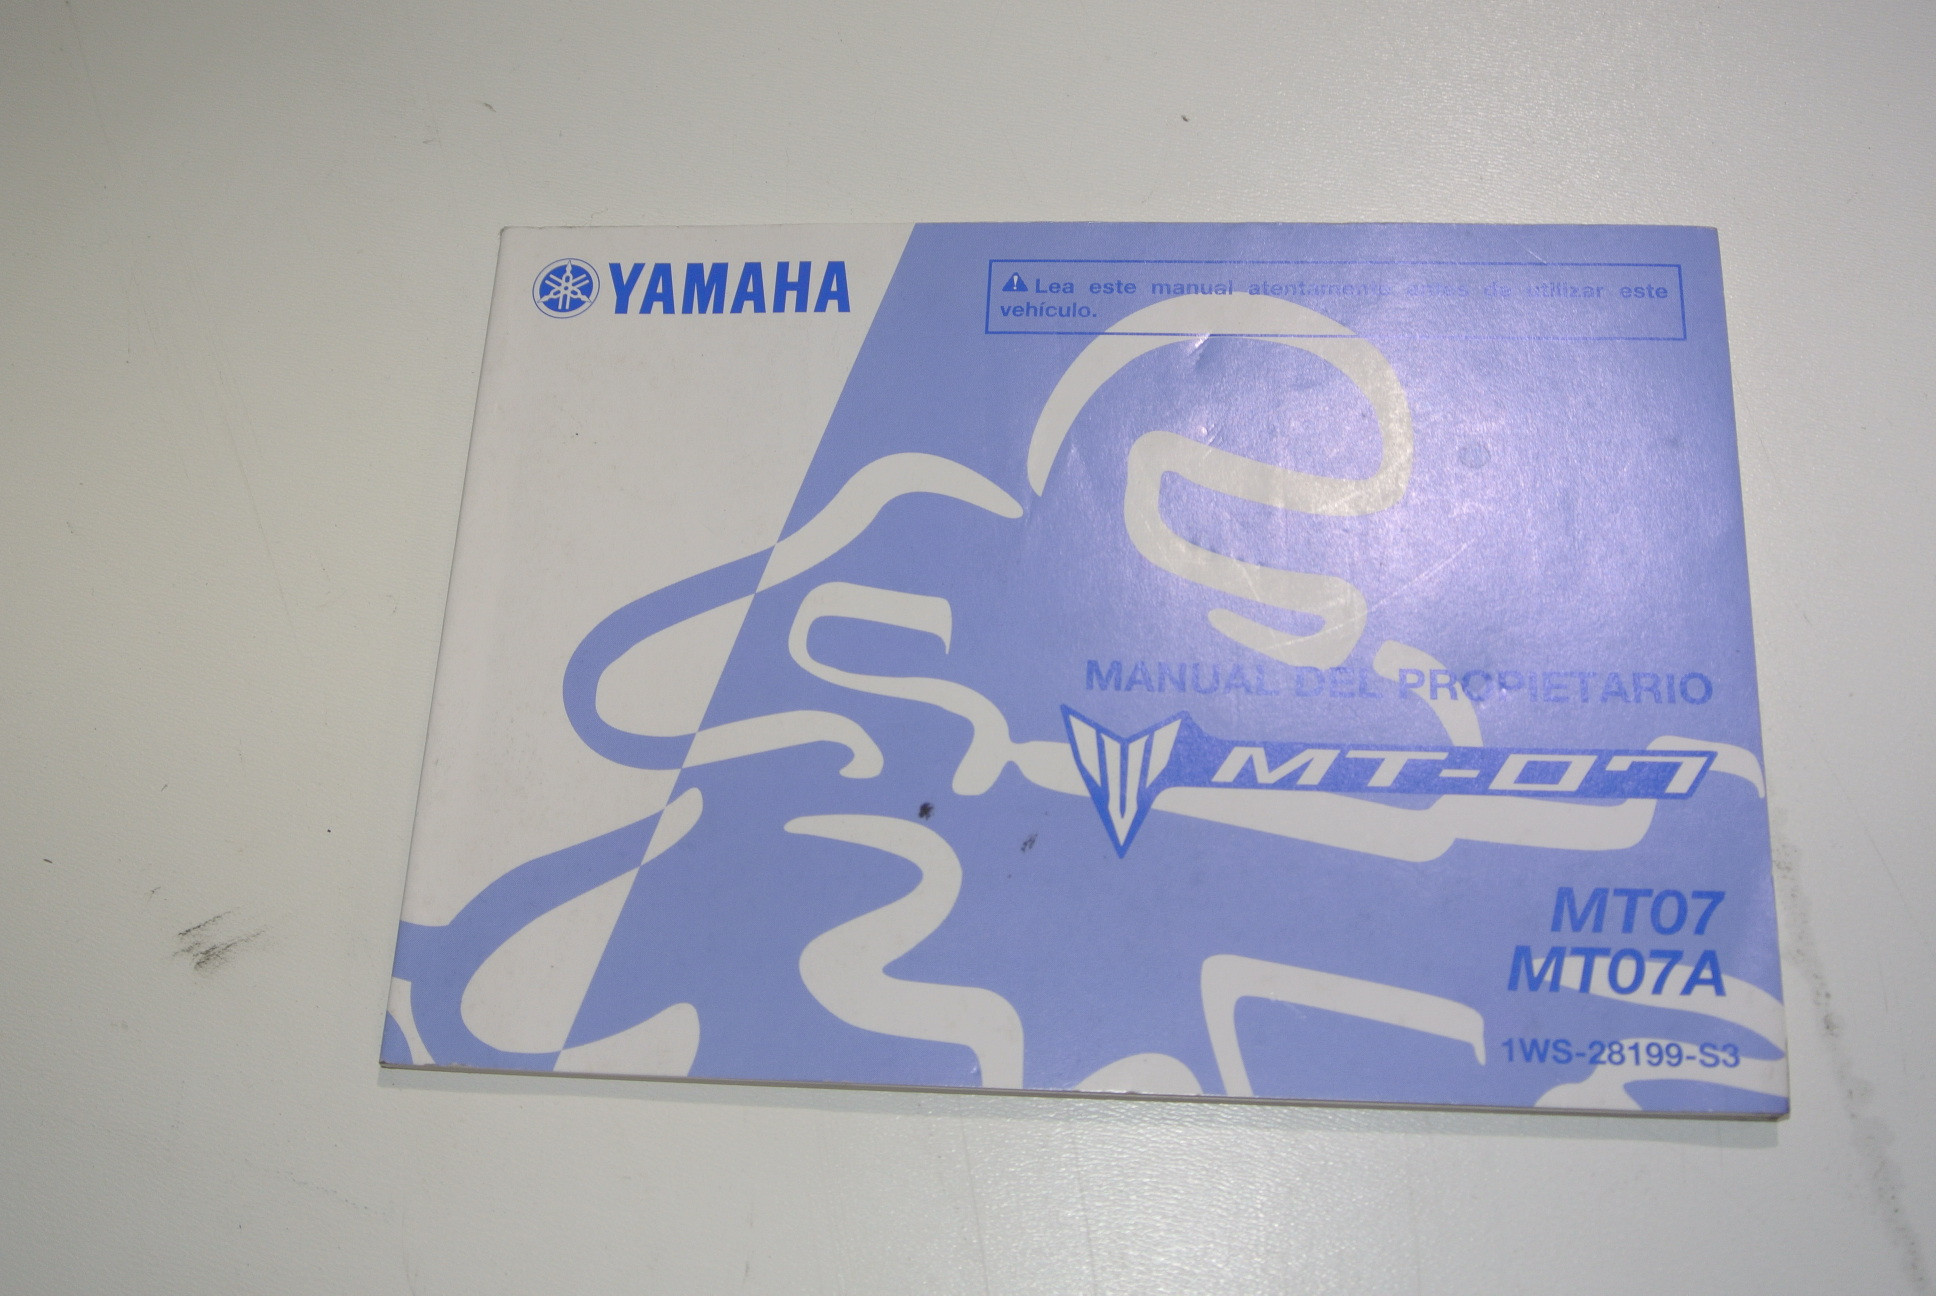 YAMAHA
Lea este manual atentamente antes de utilizar este
vehículo.
MANUAL DEL PROPIETARIO
MT-07
MT07
MT07A
1WS-28199-S3